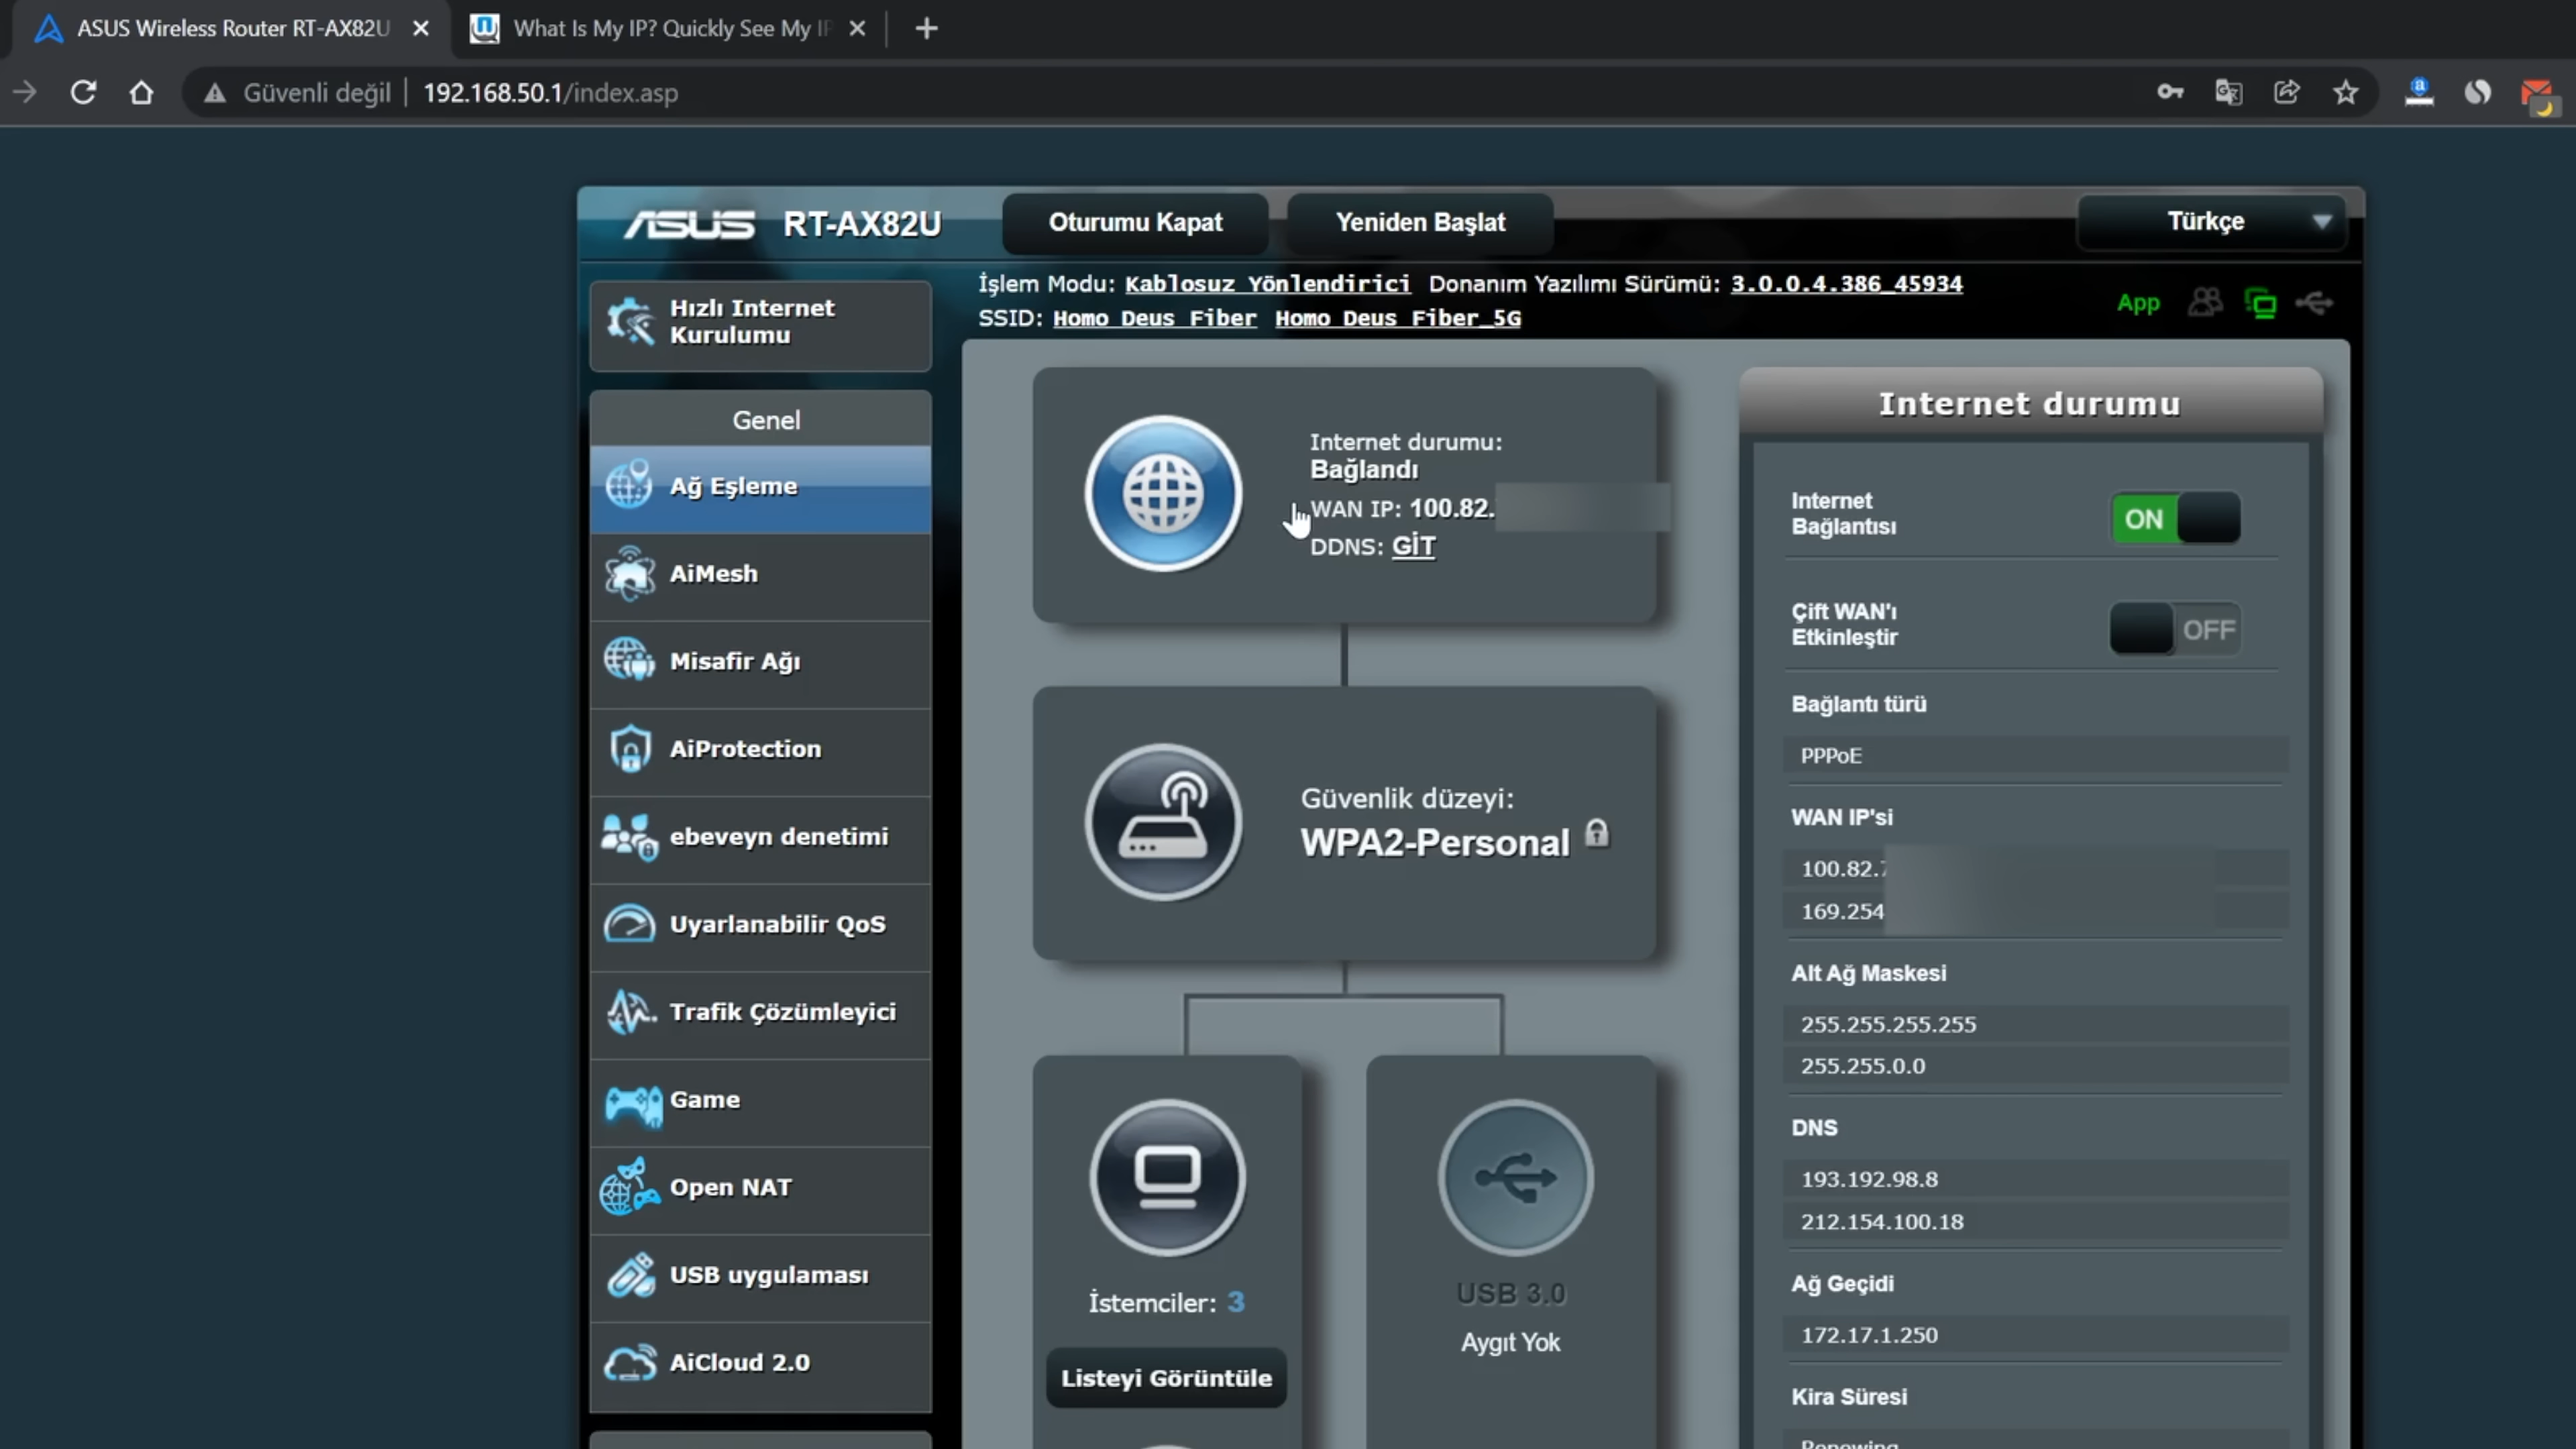 ASUS Wireless Router RT-AX82U
What Is My IP? Quickly See My IP
Güvenli değil
192.168.50.1/index.asp
ASUS RT-AX82U
Oturumu Kapat
Yeniden Başlat
Türkçe
İşlem Modu: Kablosuz Yönlendirici Donanım Yazılımı Sürümü: 3.0.0.4.386_45934
SSID: Homo Deus Fiber Homo Deus Fiber_5G
App
Hızlı Internet
Kurulumu
Genel
Ağ Eşleme
AiMesh
Misafir Ağı
AiProtection
ebeveyn denetimi
Uyarlanabilir QoS
Trafik Çözümleyici
Game
Open NAT
USB uygulaması
AiCloud 2.0
Internet durumu:
Bağlandı
WAN IP: 100.82.
DDNS: GİT
Güvenlik düzeyi:
WPA2-Personal
İstemciler: 3
Listeyi Görüntüle
USB 3.0
Aygıt Yok
Internet durumu
Internet
Bağlantısı
ON
Çift WAN'ı
Etkinleştir
OFF
Bağlantı türü
PPPoE
WAN IP'si
100.82.
169.254
Alt Ağ Maskesi
255.255.255.255
255.255.0.0
DNS
193.192.98.8
212.154.100.18
Ağ Geçidi
172.17.1.250
Kira Süresi